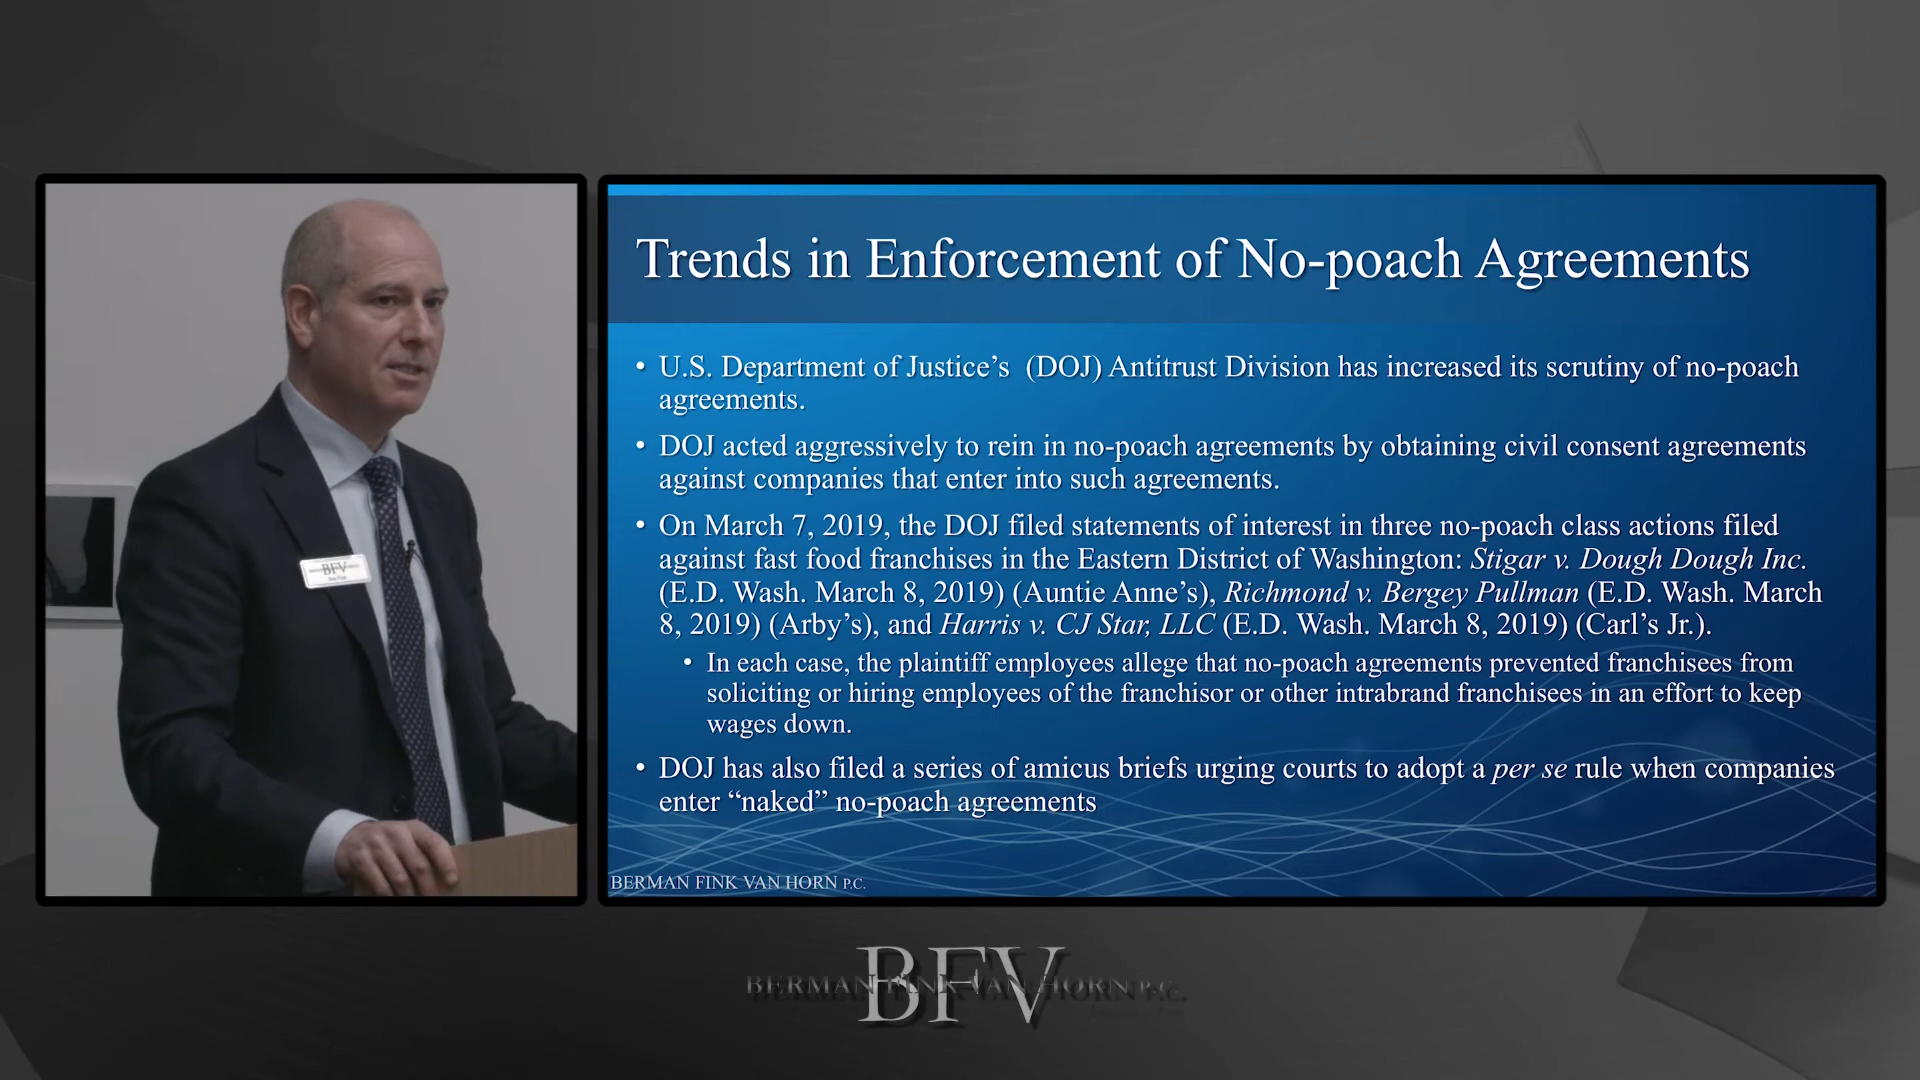 Trends in Enforcement of No-poach Agreements
• U.S. Department of Justice’s (DOJ) Antitrust Division has increased its scrutiny of no-poach
agreements.
• DOJ acted aggressively to rein in no-poach agreements by obtaining civil consent agreements
against companies that enter into such agreements.
• On March 7, 2019, the DOJ filed statements of interest in three no-poach class actions filed
against fast food franchises in the Eastern District of Washington: Stigar v. Dough Dough Inc.
(E.D. Wash. March 8, 2019) (Auntie Anne’s), Richmond v. Bergey Pullman (E.D. Wash. March
8, 2019) (Arby’s), and Harris v. CJ Star, LLC (E.D. Wash. March 8, 2019) (Carl’s Jr.).
• In each case, the plaintiff employees allege that no-poach agreements prevented franchisees from
soliciting or hiring employees of the franchisor or other intrabrand franchisees in an effort to keep
wages down.
• DOJ has also filed a series of amicus briefs urging courts to adopt a per se rule when companies
enter “naked” no-poach agreements
BERMAN FINK VAN HORN P.C.
BFV
BFV
BERMAN FINK VAN HORN P.C.